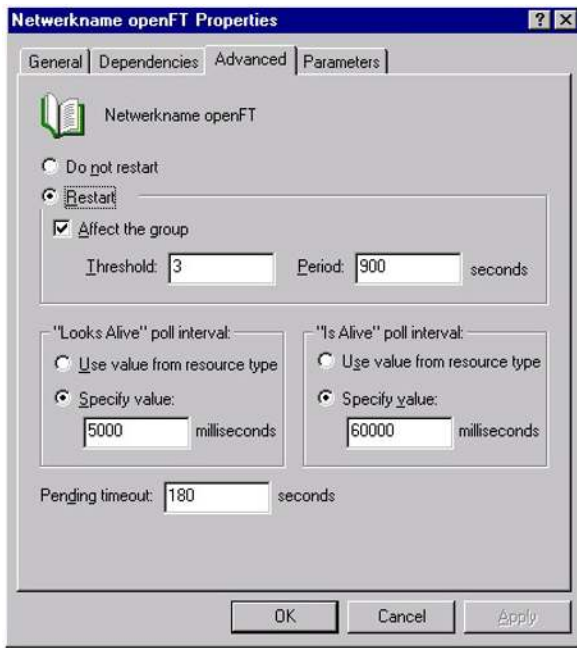 Netwerkname openFT Properties
General Dependencies Advanced Parameters
Netwerkname openFT
Do not restart
Restart
Affect the group
Threshold: 3 Period: 900 seconds
"Looks Alive" poll interval: "Is Alive" poll interval:
Use value from resource type Use value from resource type
Specify value: Specify value:
5000 milliseconds 60000 milliseconds
Pending timeout: 180 seconds
OK Cancel Apply